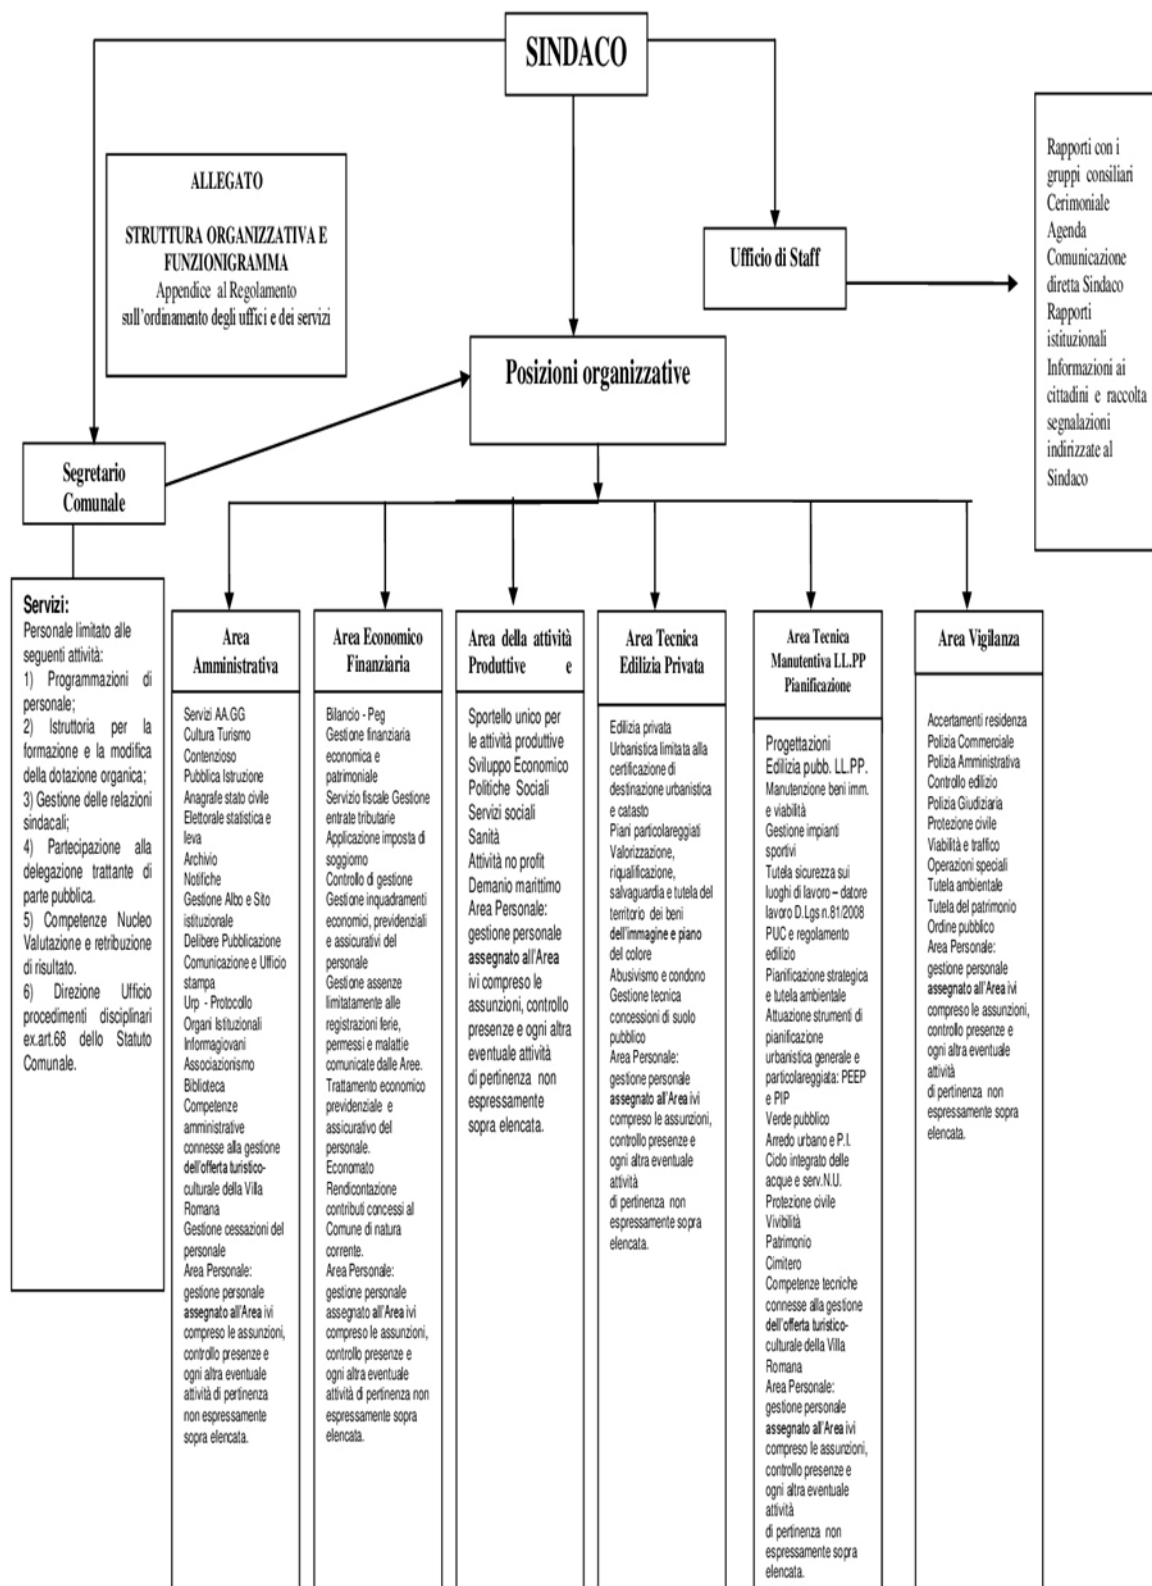 SINDACO
ALLEGATO
STRUTTURA ORGANIZZATIVA E
FUNZIONIGRAMMA
Appendice al Regolamento
sull'ordinamento degli uffici e dei servizi
Ufficio di Staff
Rapporti con i
gruppi consiliari
Cerimoniale
Agenda
Comunicazione
diretta Sindaco
Rapporti
istituzionali
Informazioni ai
cittadini e raccolta
segnalazioni
indirizzate al
Sindaco
Posizioni organizzative
Segretario
Comunale
Servizi:
Personale limitato alle
seguenti attività:
1) Programmazioni di
personale;
2) Istruttoria per la
formazione e la modifica
della dotazione organica;
3) Gestione delle relazioni
sindacali;
4) Partecipazione alla
delegazione trattante di
parte pubblica.
5) Competenze Nucleo
Valutazione e retribuzione
di risultato.
6) Direzione Ufficio
procedimenti disciplinari
ex.art.68 dello Statuto
Comunale.
Area
Amministrativa
Servizi AA.GG
Cultura Turismo
Contenzioso
Pubblica Istruzione
Anagrafe stato civile
Elettorale statistica e
leva
Archivio
Notifiche
Gestione Albo e Sito
istituzionale
Delibere Pubblicazione
Comunicazione e Ufficio
stampa
Urp - Protocollo
Organi Istituzionali
Informagiovani
Associazionismo
Biblioteca
Competenze
amministrative
connesse alla gestione
dell'offerta turistico-
culturale della Villa
Romana
Gestione cessazioni del
personale
Area Personale:
gestione personale
assegnato all'Area ivi
compreso le assunzioni,
controllo presenze e
ogni altra eventuale
attività di pertinenza
non espressamente
sopra elencata.
Area Economico
Finanziaria
Bilancio - Peg
Gestione finanziaria
economica e
patrimoniale
Servizio fiscale Gestione
entrate tributarie
Applicazione imposta di
soggiorno
Controllo di gestione
Gestione inquadramenti
economici, previdenziali
e assicurativi del
personale
Gestione assenze
limitatamente alle
registrazioni ferie,
permessi e malattie
comunicate dalle Aree.
Trattamento economico
previdenziale e
assicurativo del
personale.
Economato
Rendicontazione
contributi concessi al
Comune di natura
corrente.
Area Personale:
gestione personale
assegnato all'Area ivi
compreso le assunzioni,
controllo presenze e
ogni altra eventuale
attività di pertinenza non
espressamente sopra
elencata.
Area della attività
Produttive e
Sportello unico per
le attività produttive
Sviluppo Economico
Politiche Sociali
Servizi sociali
Sanità
Attività no profit
Demanio marittimo
Area Personale:
gestione personale
assegnato all'Area
ivi compreso le
assunzioni, controllo
presenze e ogni altra
eventuale attività
di pertinenza non
espressamente
sopra elencata.
Area Tecnica
Edilizia Privata
Edilizia privata
Urbanistica limitata alla
certificazione di
destinazione urbanistica
e catasto
Piani particolareggiati
Valorizzazione,
riqualificazione,
salvaguardia e tutela del
territorio dei beni
dell'immagine e piano
del colore
Abusivismo e condono
Gestione tecnica
concessioni di suolo
pubblico
Area Personale:
gestione personale
assegnato all'Area ivi
compreso le assunzioni,
controllo presenze e
ogni altra eventuale
attività
di pertinenza non
espressamente sopra
elencata.
Area Tecnica
Manutentiva LL.PP
Pianificazione
Progettazioni
Edilizia pubb. LL.PP.
Manutenzione beni imm.
e viabilità
Gestione impianti
sportivi
Tutela sicurezza sui
luoghi di lavoro – datore
lavoro D.Lgs n.81/2008
PUC e regolamento
edilizio
Pianificazione strategica
e tutela ambientale
Attuazione strumenti di
pianificazione
urbanistica generale e
particolareggiata: PEEP
e PIP
Verde pubblico
Arredo urbano e P.I.
Ciclo integrato delle
acque e serv.N.U.
Protezione civile
Vivibilità
Patrimonio
Cimitero
Competenze tecniche
connesse alla gestione
dell'offerta turistico-
culturale della Villa
Romana
Area Personale:
gestione personale
assegnato all'Area ivi
compreso le assunzioni,
controllo presenze e
ogni altra eventuale
attività
di pertinenza non
espressamente sopra
elencata.
Area Vigilanza
Accertamenti residenza
Polizia Commerciale
Polizia Amministrativa
Controllo edilizio
Polizia Giudiziaria
Protezione civile
Viabilità e traffico
Operazioni speciali
Tutela ambientale
Tutela del patrimonio
Ordine pubblico
Area Personale:
gestione personale
assegnato all'Area ivi
compreso le assunzioni,
controllo presenze e
ogni altra eventuale
attività
di pertinenza non
espressamente sopra
elencata.